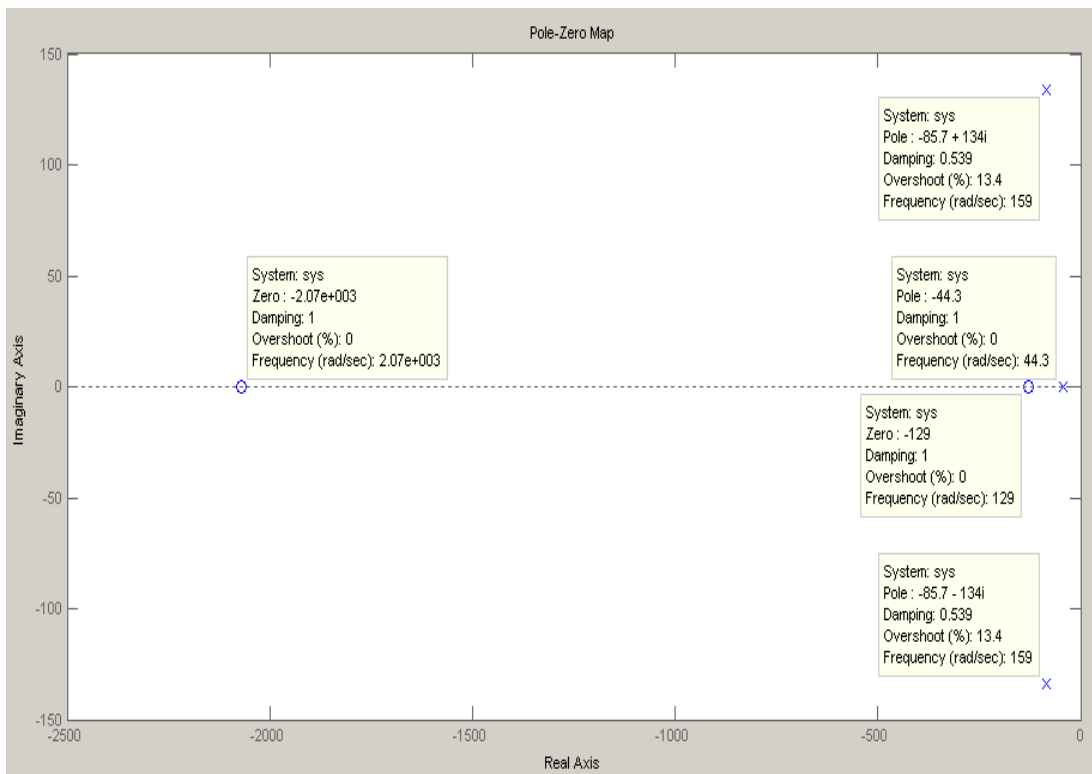 Pole-Zero Map
150
100
50
0
-50
-100
-150
Imaginary Axis
System: sys
Pole : -85.7 + 134i
Damping: 0.539
Overshoot (%): 13.4
Frequency (rad/sec): 159
System: sys
Zero : -2.07e+003
Damping: 1
Overshoot (%): 0
Frequency (rad/sec): 2.07e+003
System: sys
Pole : -44.3
Damping: 1
Overshoot (%): 0
Frequency (rad/sec): 44.3
System: sys
Zero : -129
Damping: 1
Overshoot (%): 0
Frequency (rad/sec): 129
System: sys
Pole : -85.7 - 134i
Damping: 0.539
Overshoot (%): 13.4
Frequency (rad/sec): 159
-2500
-2000
-1500
-1000
-500
0
Real Axis